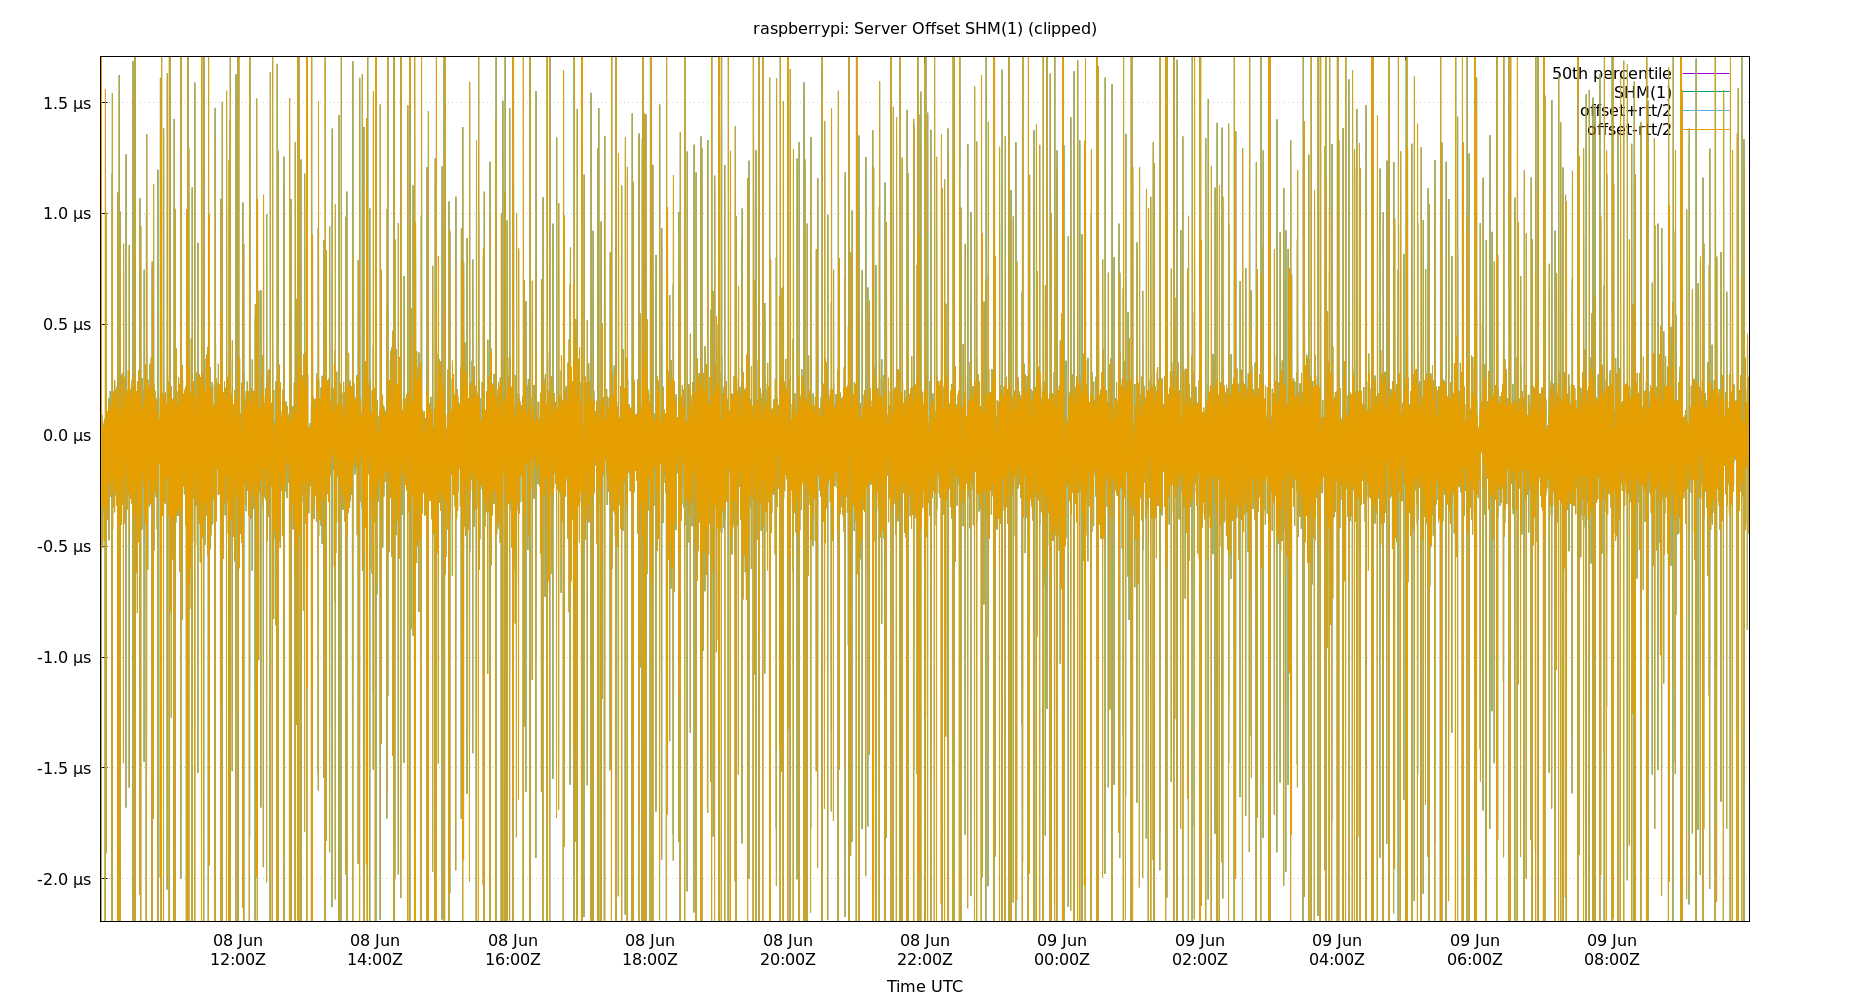 raspberrypi: Server Offset SHM(1) (clipped)
50th percentile
SHM(1)
offset+rtt/2
offset-rtt/2
1.5 µs
1.0 µs
0.5 µs
0.0 µs
-0.5 µs
-1.0 µs
-1.5 µs
-2.0 µs
08 Jun 08 Jun 08 Jun 08 Jun 08 Jun 08 Jun 09 Jun 09 Jun 09 Jun 09 Jun 09 Jun
12:00Z 14:00Z 16:00Z 18:00Z 20:00Z 22:00Z 00:00Z 02:00Z 04:00Z 06:00Z 08:00Z
Time UTC